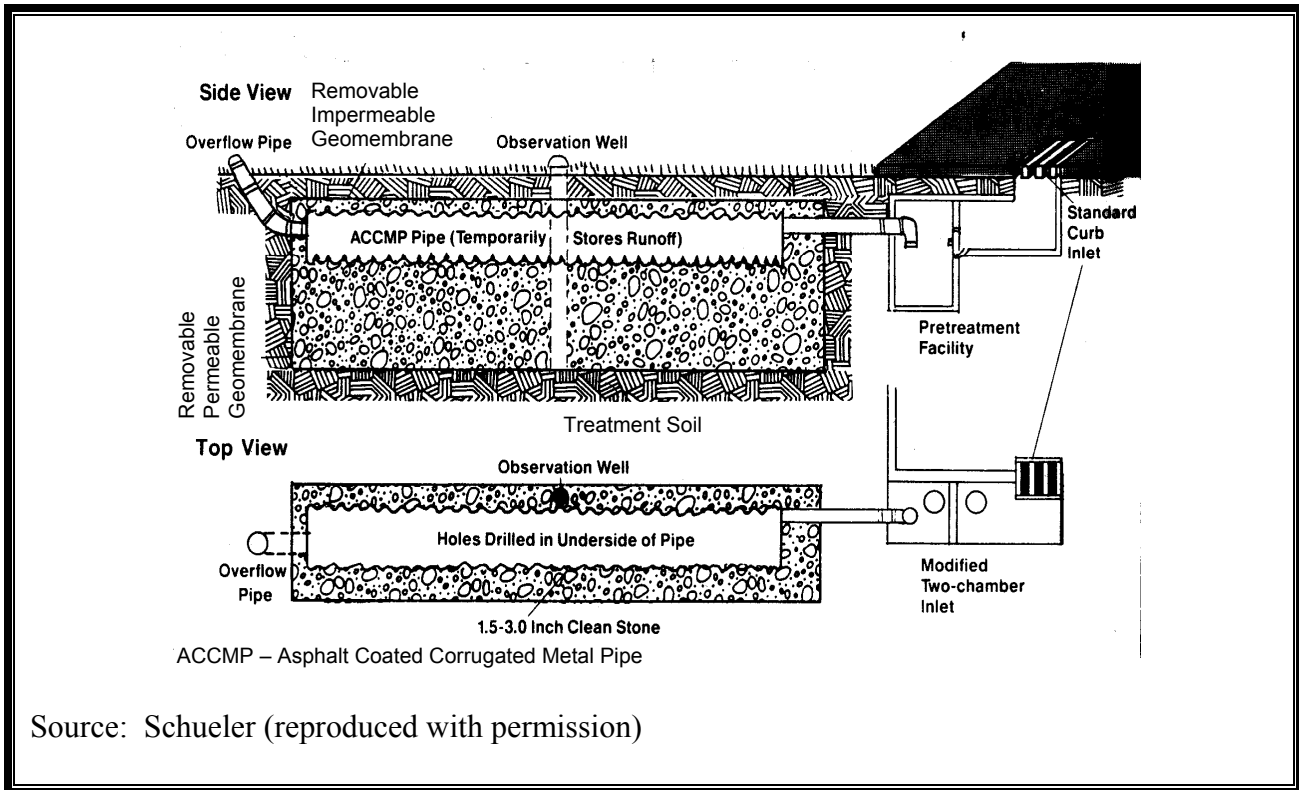 Side View
Removable
Impermeable
Geomembrane
Overflow Pipe
Observation Well
Standard
Curb
Inlet
ACCMP Pipe (Temporarily Stores Runoff)
Removable
Permeable
Geomembrane
Pretreatment
Facility
Treatment Soil
Top View
Observation Well
Holes Drilled in Underside of Pipe
Overflow
Pipe
Modified
Two-chamber
Inlet
1.5-3.0 Inch Clean Stone
ACCMP – Asphalt Coated Corrugated Metal Pipe
Source: Schueler (reproduced with permission)